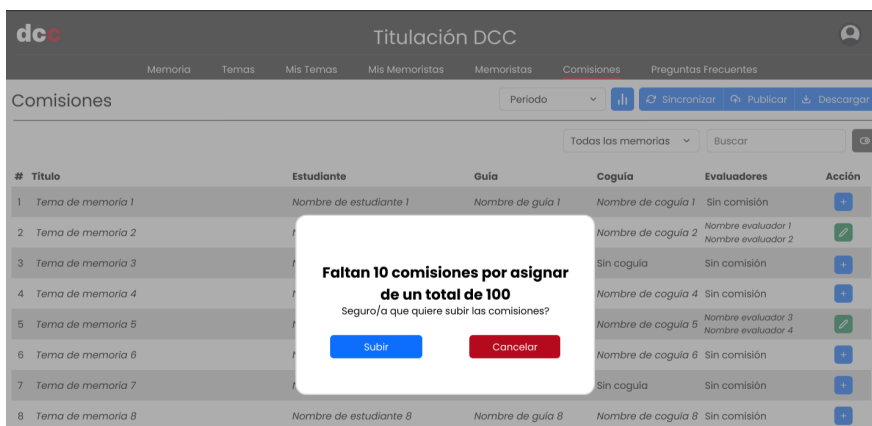 dcc
Titulación DCC
Memoria Temas Mis Temas Mis Memoristas Memoristas Comisiones Preguntas Frecuentes
Comisiones
Periodo
Sincronizar
Publicar
Descargar
Todas las memorias
Buscar
# Título Estudiante Guía Coguía Evaluadores Acción
1 Tema de memoria 1 Nombre de estudiante 1 Nombre de guía 1 Nombre de coguía 1 Sin comisión +
2 Tema de memoria 2 Nombre de coguía 2 Nombre evaluador 1
Nombre evaluador 2
3 Tema de memoria 3 Sin coguía Sin comisión +
4 Tema de memoria 4 Nombre de coguía 4 Sin comisión +
5 Tema de memoria 5 Nombre de coguía 5 Nombre evaluador 3
Nombre evaluador 4
6 Tema de memoria 6 Nombre de coguía 6 Sin comisión +
7 Tema de memoria 7 Sin coguía Sin comisión +
8 Tema de memoria 8 Nombre de estudiante 8 Nombre de guía 8 Nombre de coguía 8 Sin comisión +
Faltan 10 comisiones por asignar
de un total de 100
Seguro/a que quiere subir las comisiones?
Subir
Cancelar